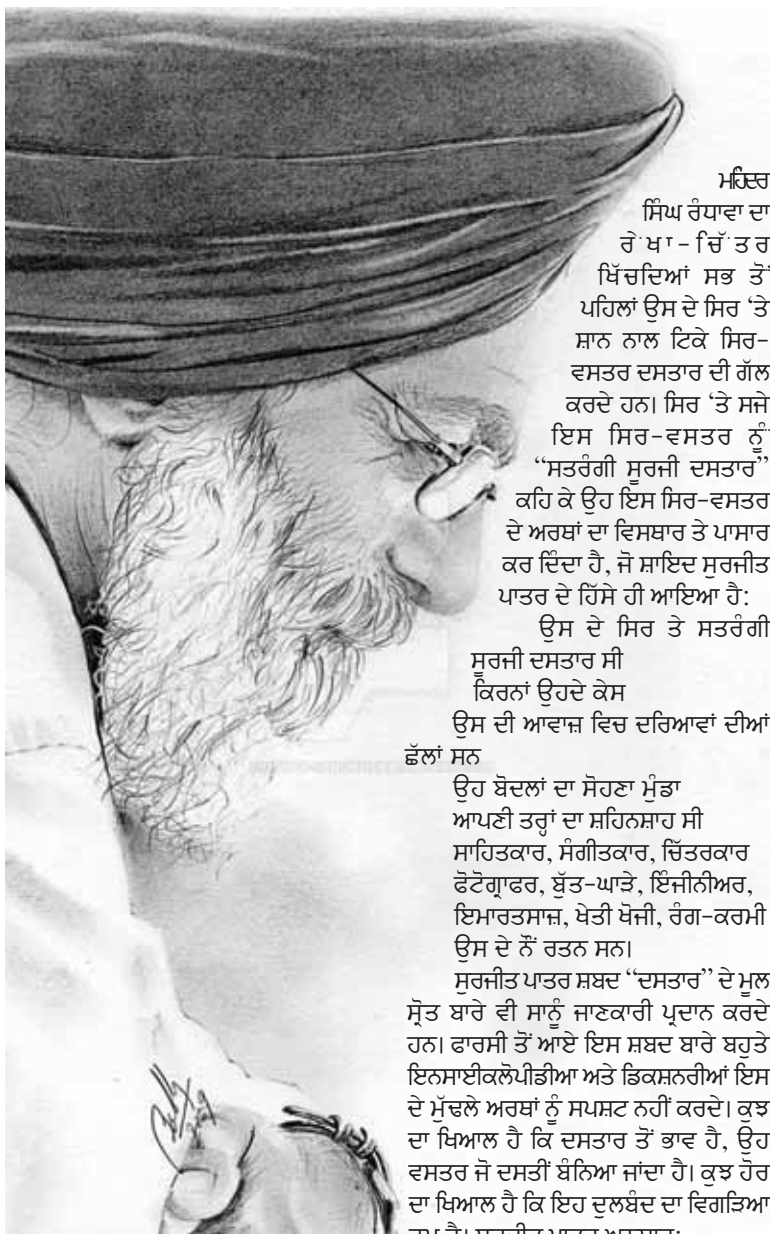 ਮਹਿੰਦਰ
ਸਿੰਘ ਰੰਧਾਵਾ ਦਾ
ਰੇਖਾ-ਚਿੱਤਰ
ਖਿੱਚਦਿਆਂ ਸਭ ਤੋਂ
ਪਹਿਲਾਂ ਉਸ ਦੇ ਸਿਰ ‘ਤੇ
ਸ਼ਾਨ ਨਾਲ ਟਿਕੇ ਸਿਰ-
ਵਸਤਰ ਦਸਤਾਰ ਦੀ ਗੱਲ
ਕਰਦੇ ਹਨ। ਸਿਰ ‘ਤੇ ਸਜੇ
ਇਸ ਸਿਰ-ਵਸਤਰ ਨੂੰ
“ਸਤਰੰਗੀ ਸੂਰਜੀ ਦਸਤਾਰ”
ਕਹਿ ਕੇ ਉਹ ਇਸ ਸਿਰ-ਵਸਤਰ
ਦੇ ਅਰਥਾਂ ਦਾ ਵਿਸਥਾਰ ਤੇ ਪਾਸਾਰ
ਕਰ ਦਿੰਦਾ ਹੈ, ਜੋ ਸ਼ਾਇਦ ਸੁਰਜੀਤ
ਪਾਤਰ ਦੇ ਹਿੱਸੇ ਹੀ ਆਇਆ ਹੈ:
ਉਸ ਦੇ ਸਿਰ ਤੇ ਸਤਰੰਗੀ
ਸੂਰਜੀ ਦਸਤਾਰ ਸੀ
ਕਿਰਨਾਂ ਉਹਦੇ ਕੇਸ
ਉਸ ਦੀ ਆਵਾਜ਼ ਵਿਚ ਦਰਿਆਵਾਂ ਦੀਆਂ
ਛੱਲਾਂ ਸਨ
ਉਹ ਬੋਦਲਾਂ ਦਾ ਸੋਹਣਾ ਮੁੰਡਾ
ਆਪਣੀ ਤਰ੍ਹਾਂ ਦਾ ਸ਼ਹਿਨਸ਼ਾਹ ਸੀ
ਸਾਹਿਤਕਾਰ, ਸੰਗੀਤਕਾਰ, ਚਿੱਤਰਕਾਰ
ਫੋਟੋਗ੍ਰਾਫਰ, ਬੁੱਤ-ਘਾੜੇ, ਇੰਜੀਨੀਅਰ,
ਇਮਾਰਤਸਾਜ਼, ਖੇਤੀ ਖੋਜੀ, ਰੰਗ-ਕਰਮੀ
ਉਸ ਦੇ ਨੌਂ ਰਤਨ ਸਨ।
ਸੁਰਜੀਤ ਪਾਤਰ ਸ਼ਬਦ “ਦਸਤਾਰ” ਦੇ ਮੂਲ
ਸ੍ਰੋਤ ਬਾਰੇ ਵੀ ਸਾਨੂੰ ਜਾਣਕਾਰੀ ਪ੍ਰਦਾਨ ਕਰਦੇ
ਹਨ। ਫਾਰਸੀ ਤੋਂ ਆਏ ਇਸ ਸ਼ਬਦ ਬਾਰੇ ਬਹੁਤੇ
ਇਨਸਾਈਕਲੋਪੀਡੀਆ ਅਤੇ ਡਿਕਸ਼ਨਰੀਆਂ ਇਸ
ਦੇ ਮੁੱਢਲੇ ਅਰਥਾਂ ਨੂੰ ਸਪਸ਼ਟ ਨਹੀਂ ਕਰਦੇ। ਕੁਝ
ਦਾ ਖਿਆਲ ਹੈ ਕਿ ਦਸਤਾਰ ਤੋਂ ਭਾਵ ਹੈ, ਉਹ
ਵਸਤਰ ਜੋ ਦਸਤੀਂ ਬੰਨਿਆ ਜਾਂਦਾ ਹੈ। ਕੁਝ ਹੋਰ
ਦਾ ਖਿਆਲ ਹੈ ਕਿ ਇਹ ਦੁਲਬੰਦ ਦਾ ਵਿਗੜਿਆ